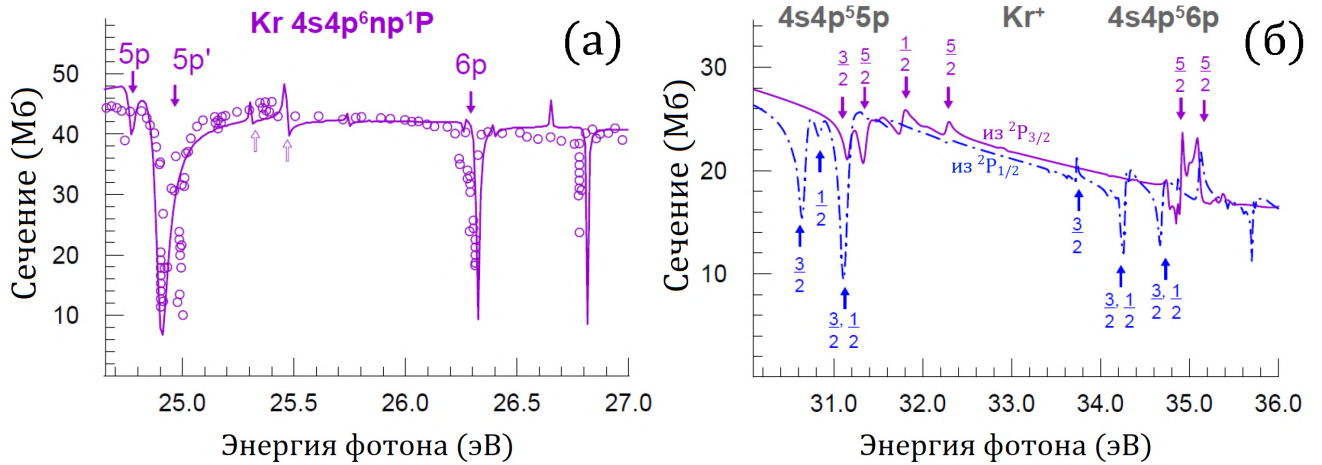 Kr 4s4p⁶np¹P
(а)
5p
5p'
6p
50
40
30
20
10
Сечение (Мб)
25.0 25.5 26.0 26.5 27.0
Энергия фотона (эВ)
4s4p⁵5p Kr⁺ 4s4p⁵6p
(б)
3/2 5/2 1/2 5/2 5/2 5/2
из ²P3/2
из ²P1/2
30
20
10
Сечение (Мб)
3/2 1/2 3/2,1/2 3/2 3/2,1/2 3/2,1/2
31.0 32.0 33.0 34.0 35.0 36.0
Энергия фотона (эВ)